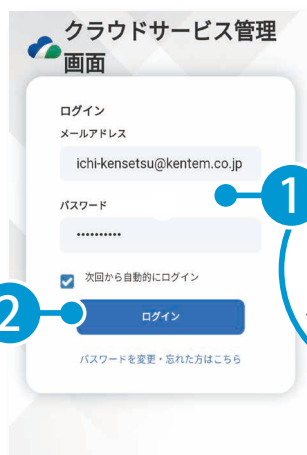 クラウドサービス管理
画面
ログイン
メールアドレス
ichi-kensetsu@kentem.co.jp
1
パスワード
••••••••••
次回から自動的にログイン
2
ログイン
パスワードを変更・忘れた方はこちら